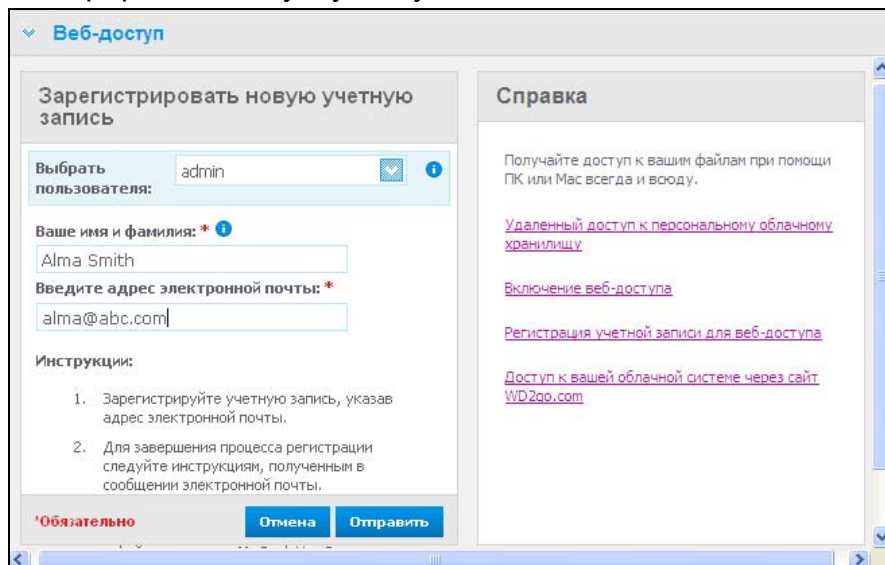 Веб-доступ
Зарегистрировать новую учетную
запись
Выбрать
пользователя:
admin
Ваше имя и фамилия: *
Alma Smith
Введите адрес электронной почты: *
alma@abc.com
Инструкции:
1. Зарегистрируйте учетную запись, указав
адрес электронной почты.
2. Для завершения процесса регистрации
следуйте инструкциям, полученным в
сообщении электронной почты.
*Обязательно
Отмена
Отправить
Справка
Получайте доступ к вашим файлам при помощи
ПК или Mac всегда и всюду.
Удаленный доступ к персональному облачному
хранилищу
Включение веб-доступа
Регистрация учетной записи для веб-доступа
Доступ к вашей облачной системе через сайт
WD2go.com